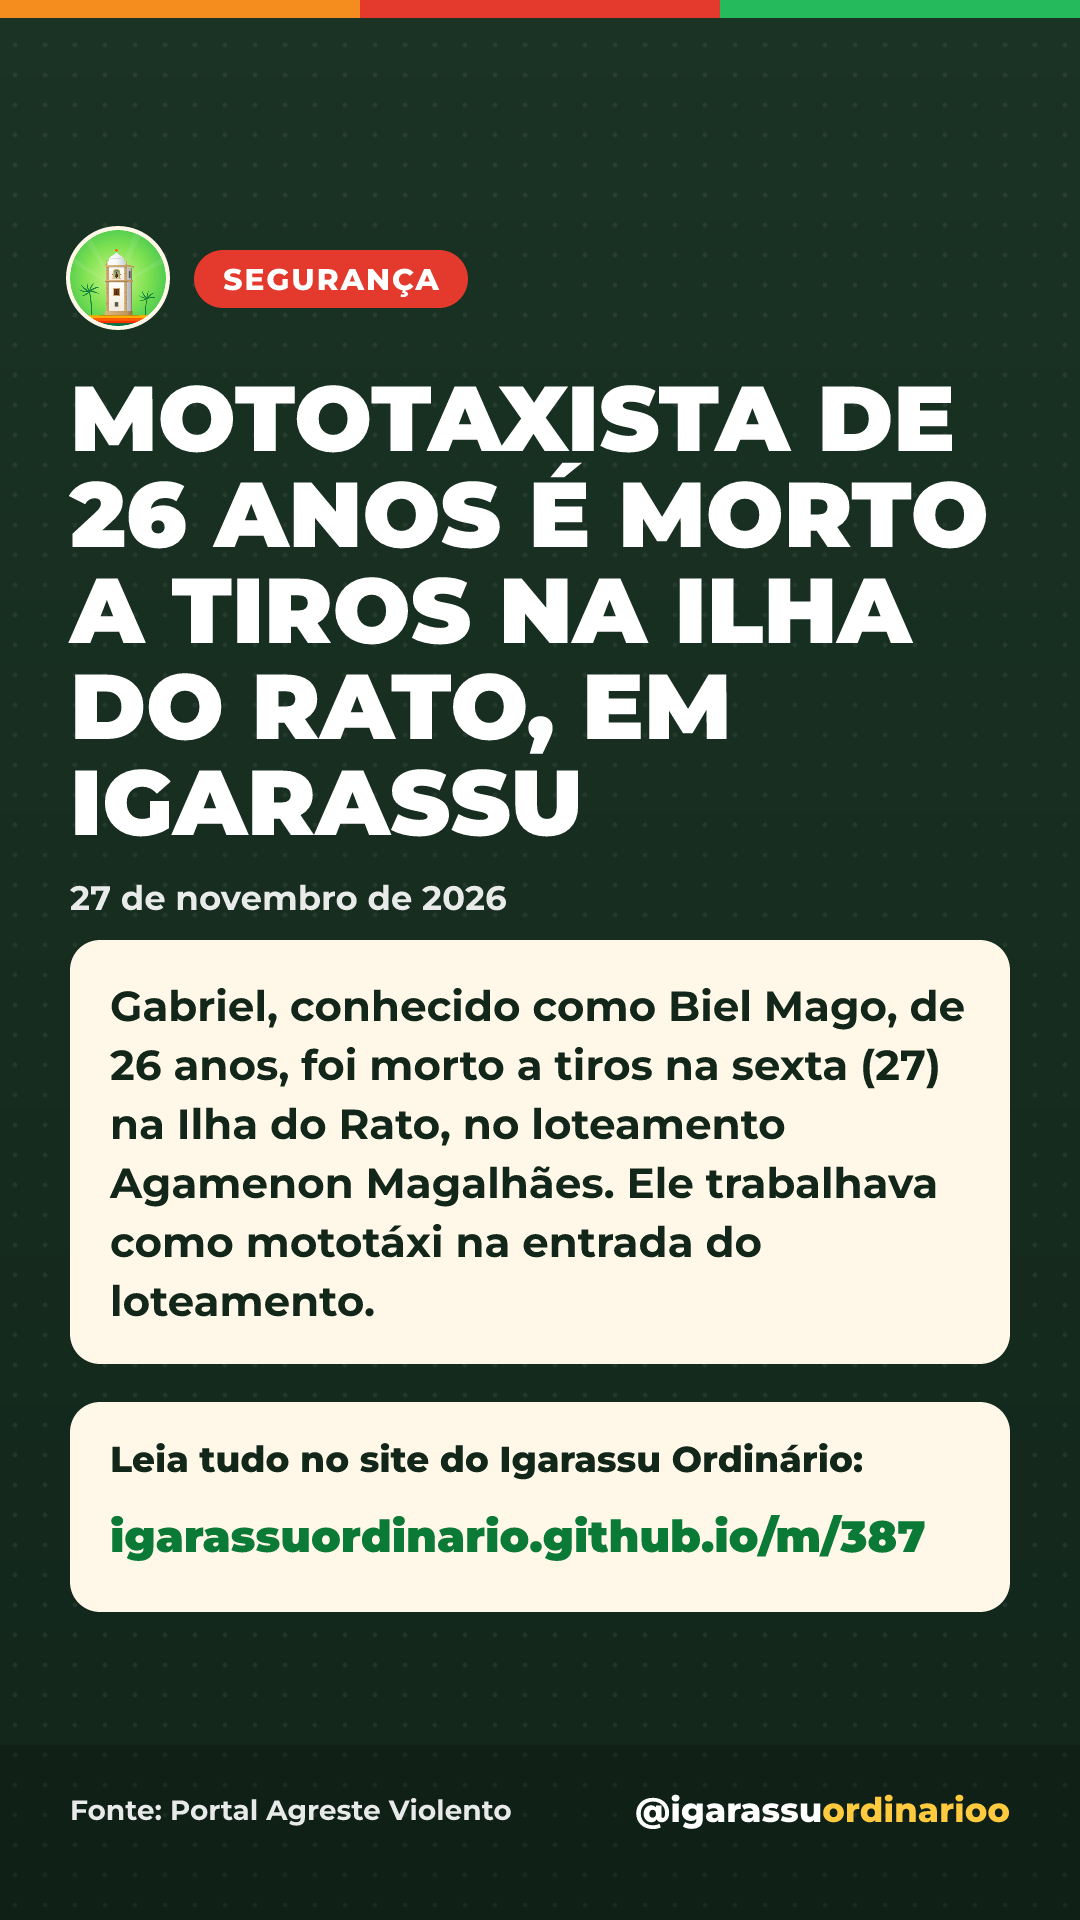 SEGURANÇA
MOTOTAXISTA DE
26 ANOS É MORTO
A TIROS NA ILHA
DO RATO, EM
IGARASSU
27 de novembro de 2026
Gabriel, conhecido como Biel Mago, de
26 anos, foi morto a tiros na sexta (27)
na Ilha do Rato, no loteamento
Agamenon Magalhães. Ele trabalhava
como mototáxi na entrada do
loteamento.
Leia tudo no site do Igarassu Ordinário:
igarassuordinario.github.io/m/387
Fonte: Portal Agreste Violento
@igarassuordinarioo